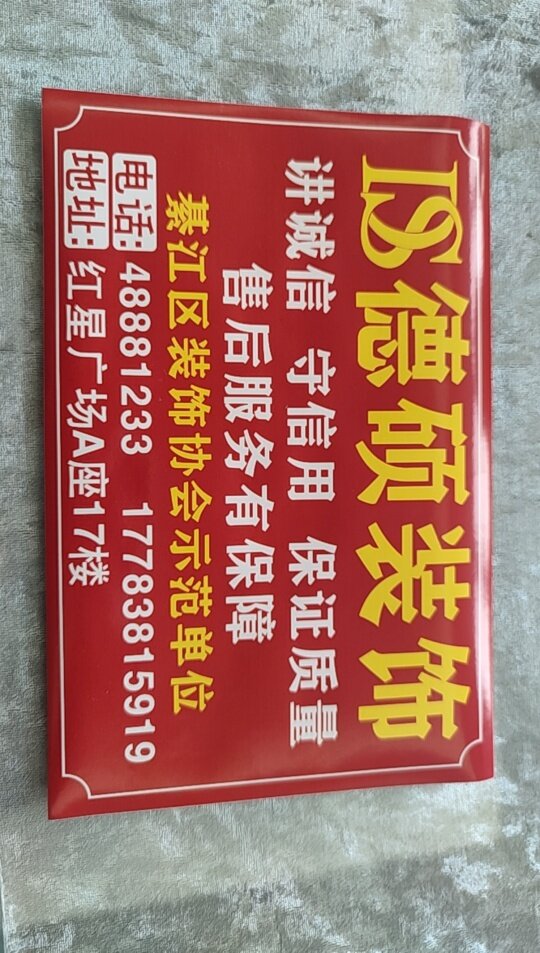 IS德硕装饰
讲诚信 守信用 保证质量
售后服务有保障
綦江区装饰协会示范单位
电话:48881233 17783815919
地址:红星广场A座17楼